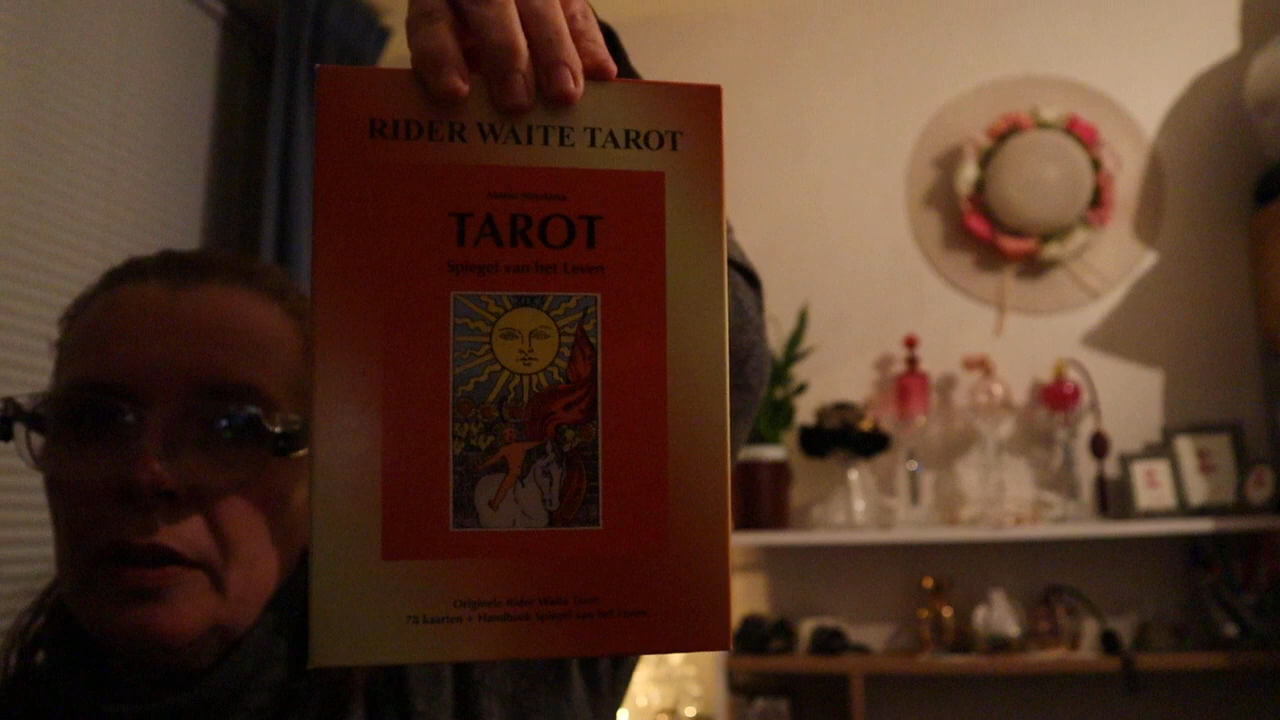 RIDER WAITE TAROT
TAROT
Spiegel van het Leven
Originele Rider Waite Tarot
78 kaarten + Handboek Spiegel van het Leven